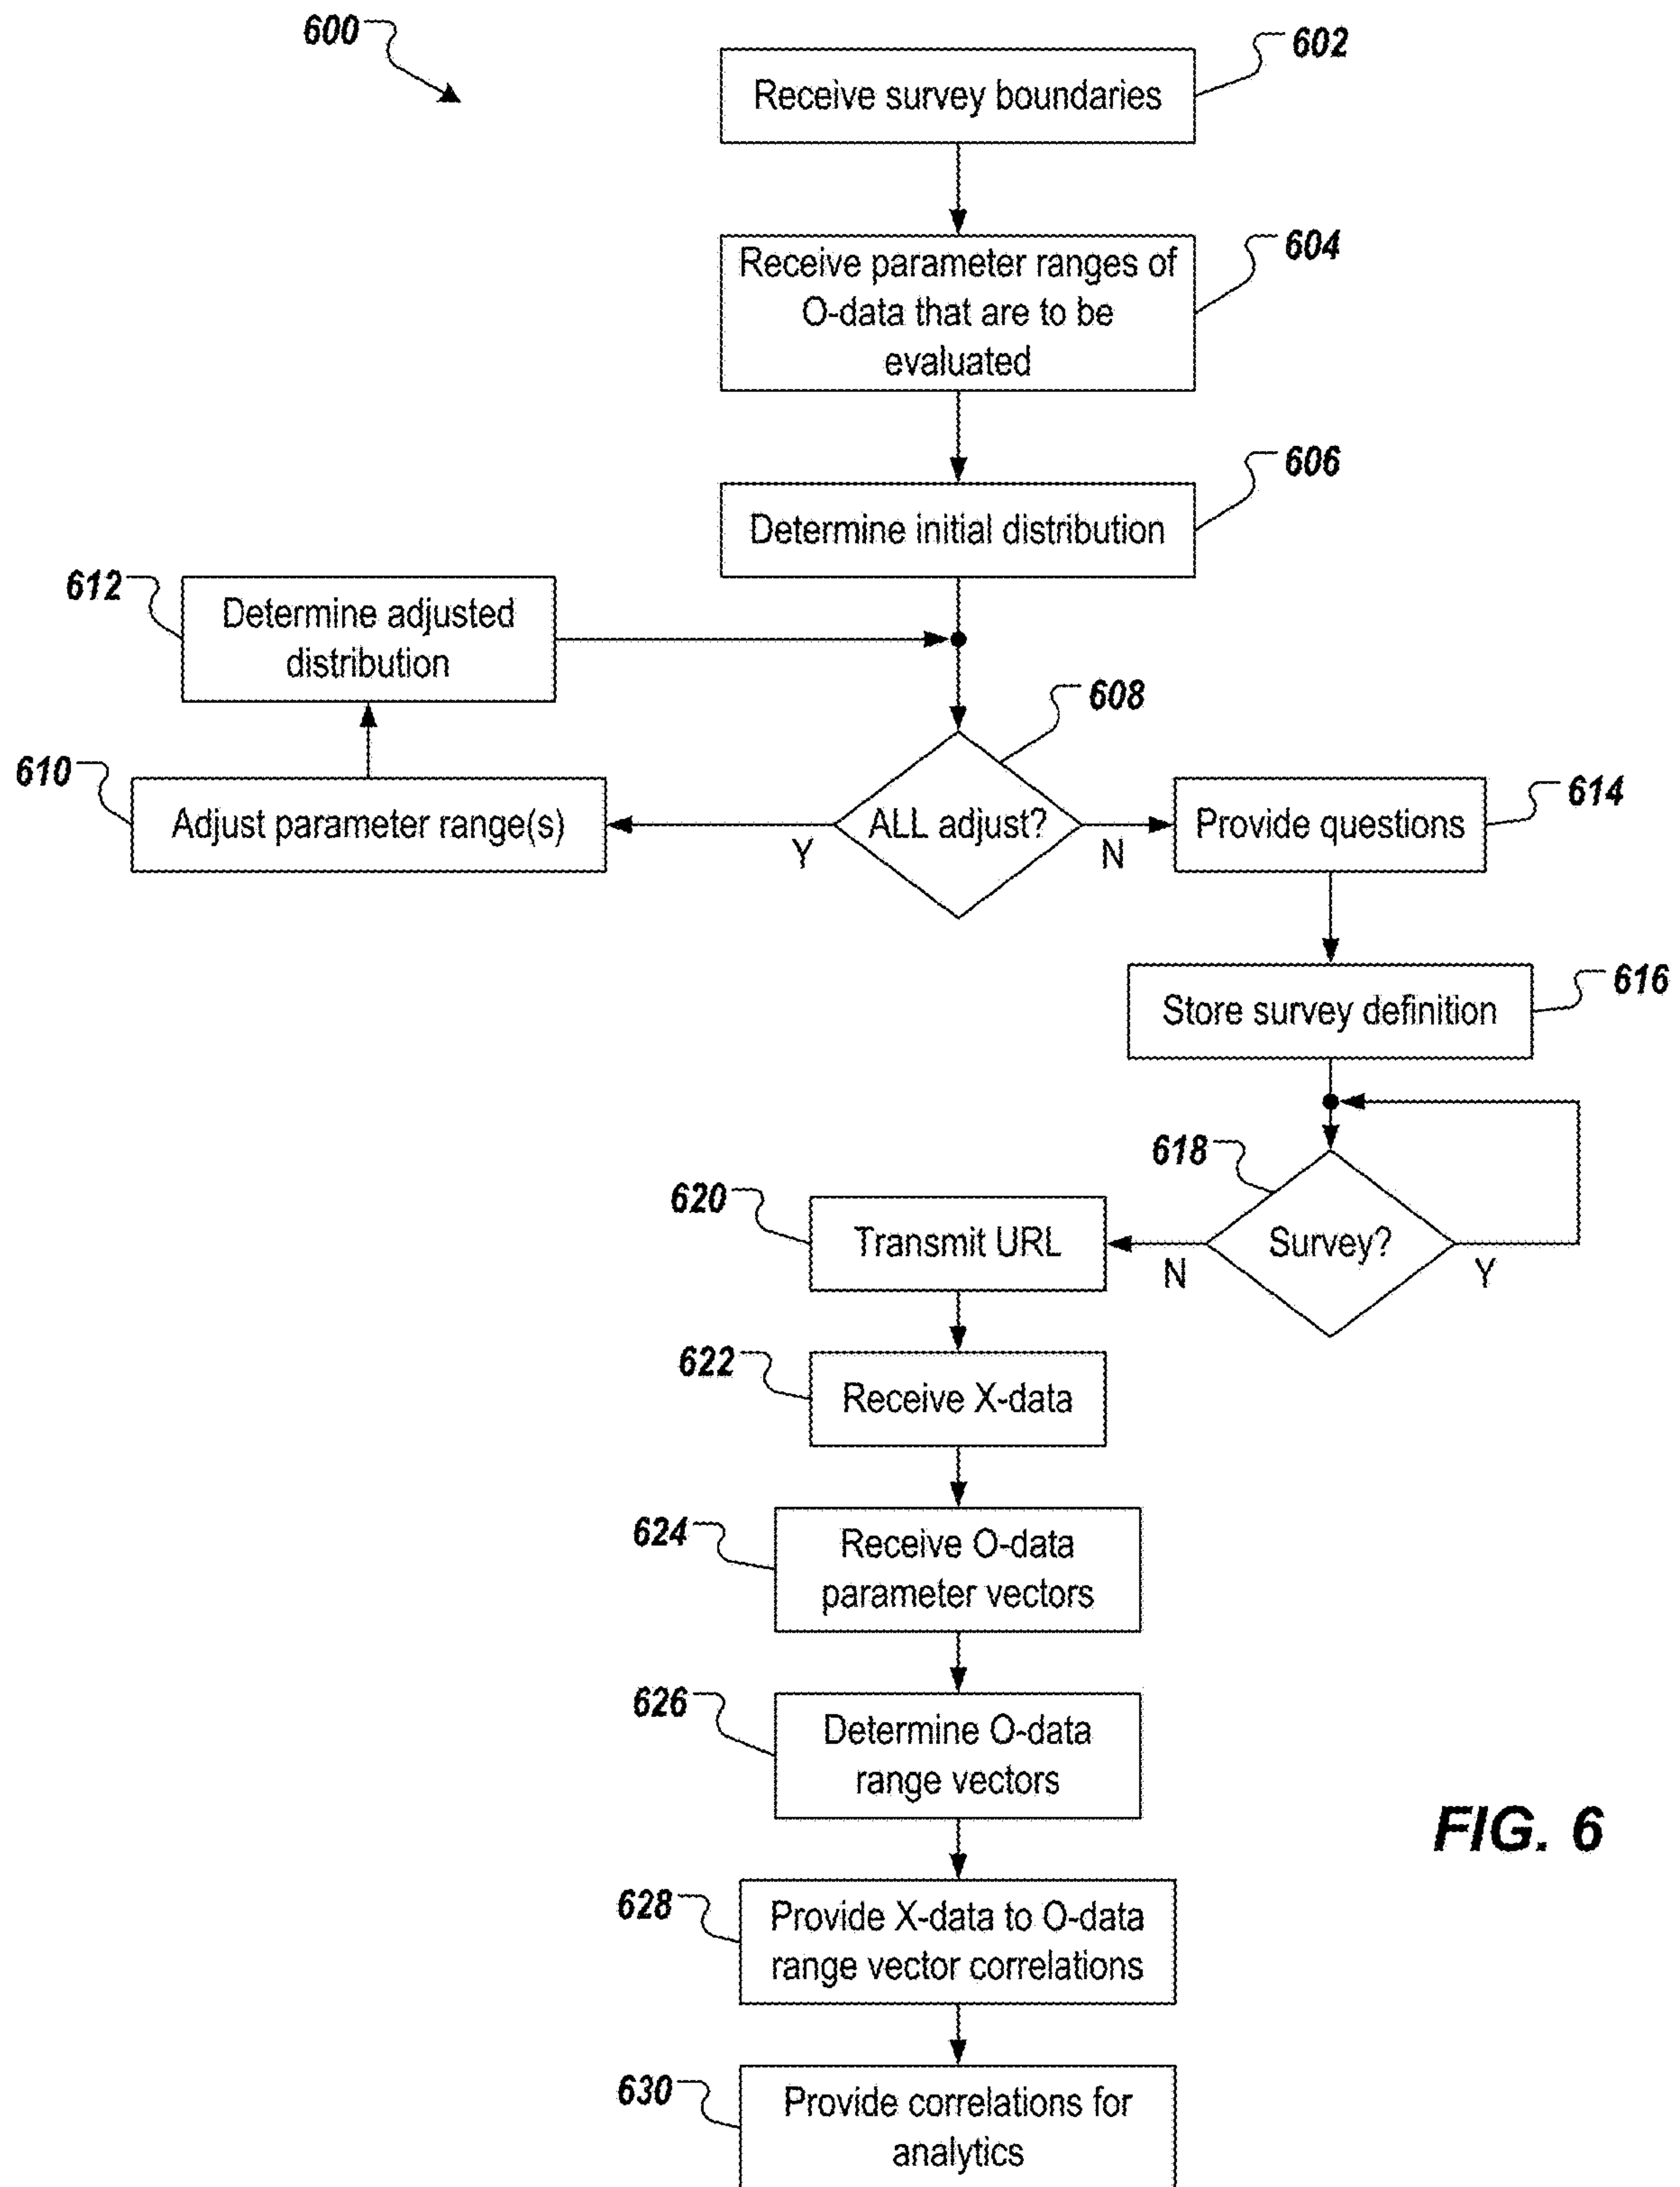 600
602
Receive survey boundaries
604
Receive parameter ranges of
O-data that are to be
evaluated
606
Determine initial distribution
612
Determine adjusted
distribution
608
610
Adjust parameter range(s)
Y
ALL adjust?
N
Provide questions
614
Store survey definition
616
618
Survey?
N
Y
620
Transmit URL
622
Receive X-data
624
Receive O-data
parameter vectors
626
Determine O-data
range vectors
FIG. 6
628
Provide X-data to O-data
range vector correlations
630
Provide correlations for
analytics